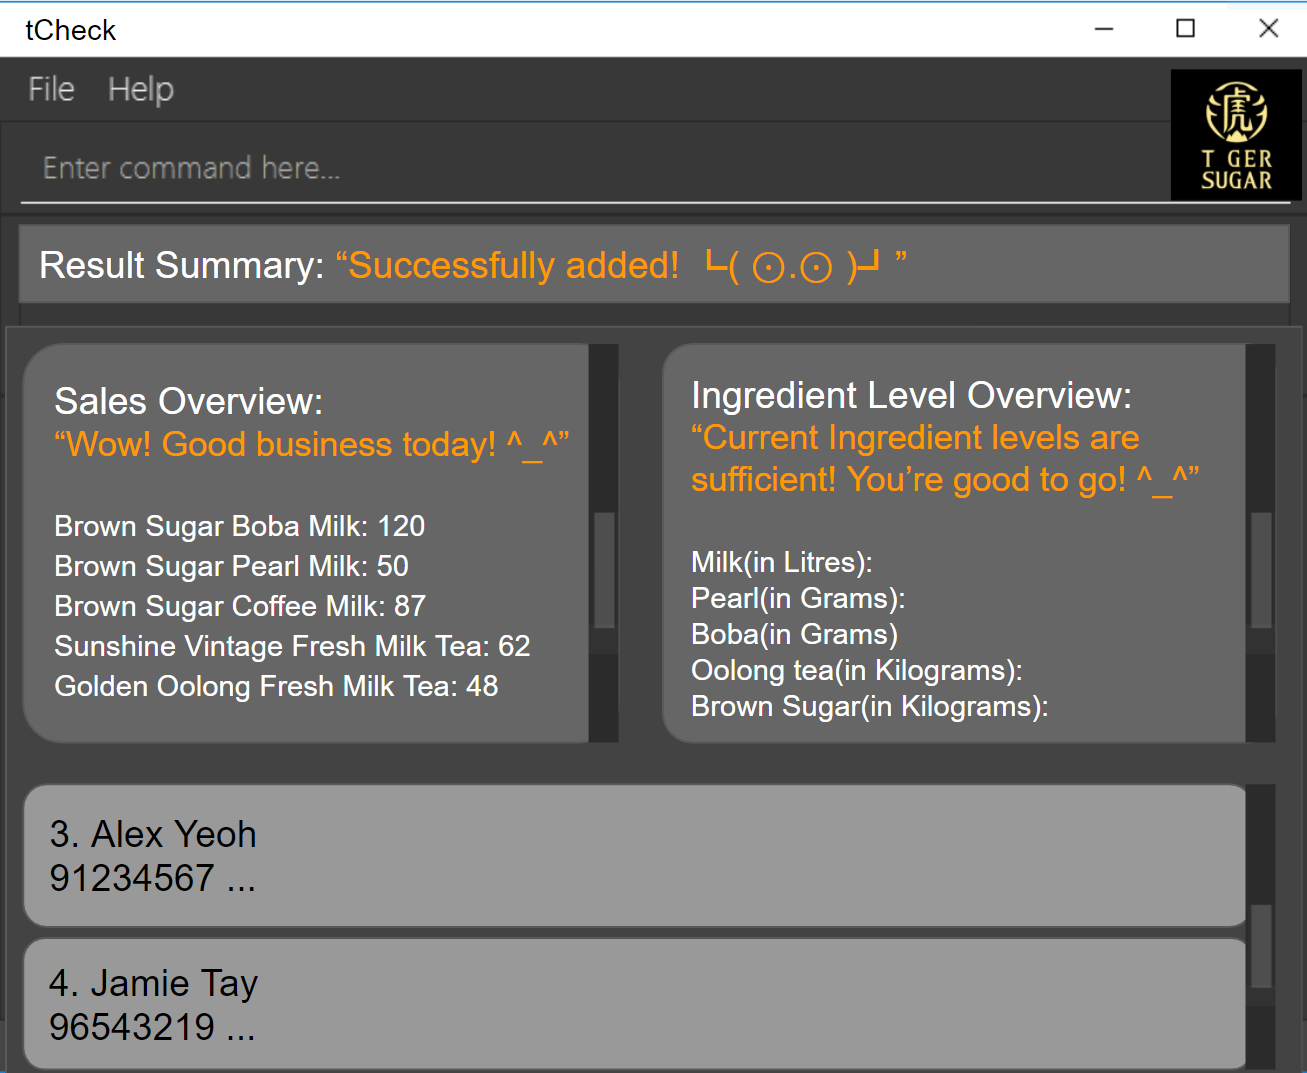 tCheck
File Help
虎
T GER
SUGAR
Enter command here...
Result Summary: “Successfully added! ┗( ⊙.⊙ )┛”
Sales Overview:
“Wow! Good business today! ^_^”
Brown Sugar Boba Milk: 120
Brown Sugar Pearl Milk: 50
Brown Sugar Coffee Milk: 87
Sunshine Vintage Fresh Milk Tea: 62
Golden Oolong Fresh Milk Tea: 48
Ingredient Level Overview:
“Current Ingredient levels are
sufficient! You’re good to go! ^_^”
Milk(in Litres):
Pearl(in Grams):
Boba(in Grams)
Oolong tea(in Kilograms):
Brown Sugar(in Kilograms):
3. Alex Yeoh
91234567 ...
4. Jamie Tay
96543219 ...